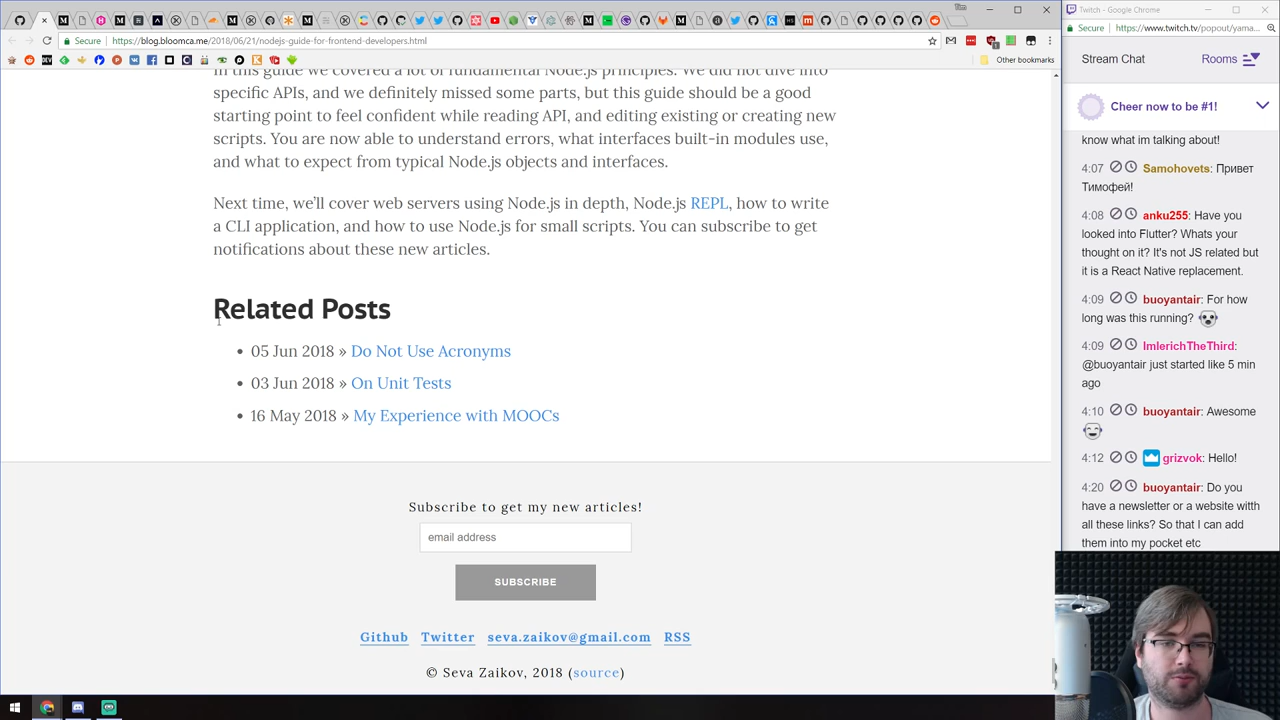 Twitch - Google Chrome
Secure
https://blog.bloomca.me/2018/06/21/nodejs-guide-for-frontend-developers.html
Secure
https://www.twitch.tv/popout/yama...
Other bookmarks
in this guide we covered a lot of fundamental Node.js principles. We did not dive into
specific APIs, and we definitely missed some parts, but this guide should be a good
starting point to feel confident while reading API, and editing existing or creating new
scripts. You are now able to understand errors, what interfaces built-in modules use,
and what to expect from typical Node.js objects and interfaces.
Next time, we'll cover web servers using Node.js in depth, Node.js REPL, how to write
a CLI application, and how to use Node.js for small scripts. You can subscribe to get
notifications about these new articles.
Related Posts
• 05 Jun 2018 » Do Not Use Acronyms
• 03 Jun 2018 » On Unit Tests
• 16 May 2018 » My Experience with MOOCs
Subscribe to get my new articles!
email address
SUBSCRIBE
Github Twitter seva.zaikov@gmail.com RSS
© Seva Zaikov, 2018 (source)
Stream Chat
Rooms
Cheer now to be #1!
know what im talking about!
4:07 Samohovets: Привет
Тимофей!
4:08 anku255: Have you
looked into Flutter? Whats your
thought on it? It's not JS related but
it is a React Native replacement.
4:09 buoyantair: For how
long was this running?
4:09 ImlerichTheThird:
@buoyantair just started like 5 min
ago
4:10 buoyantair: Awesome
4:12 grizvok: Hello!
4:20 buoyantair: Do you
have a newsletter or a website witth
all these links? So that I can add
them into my pocket etc